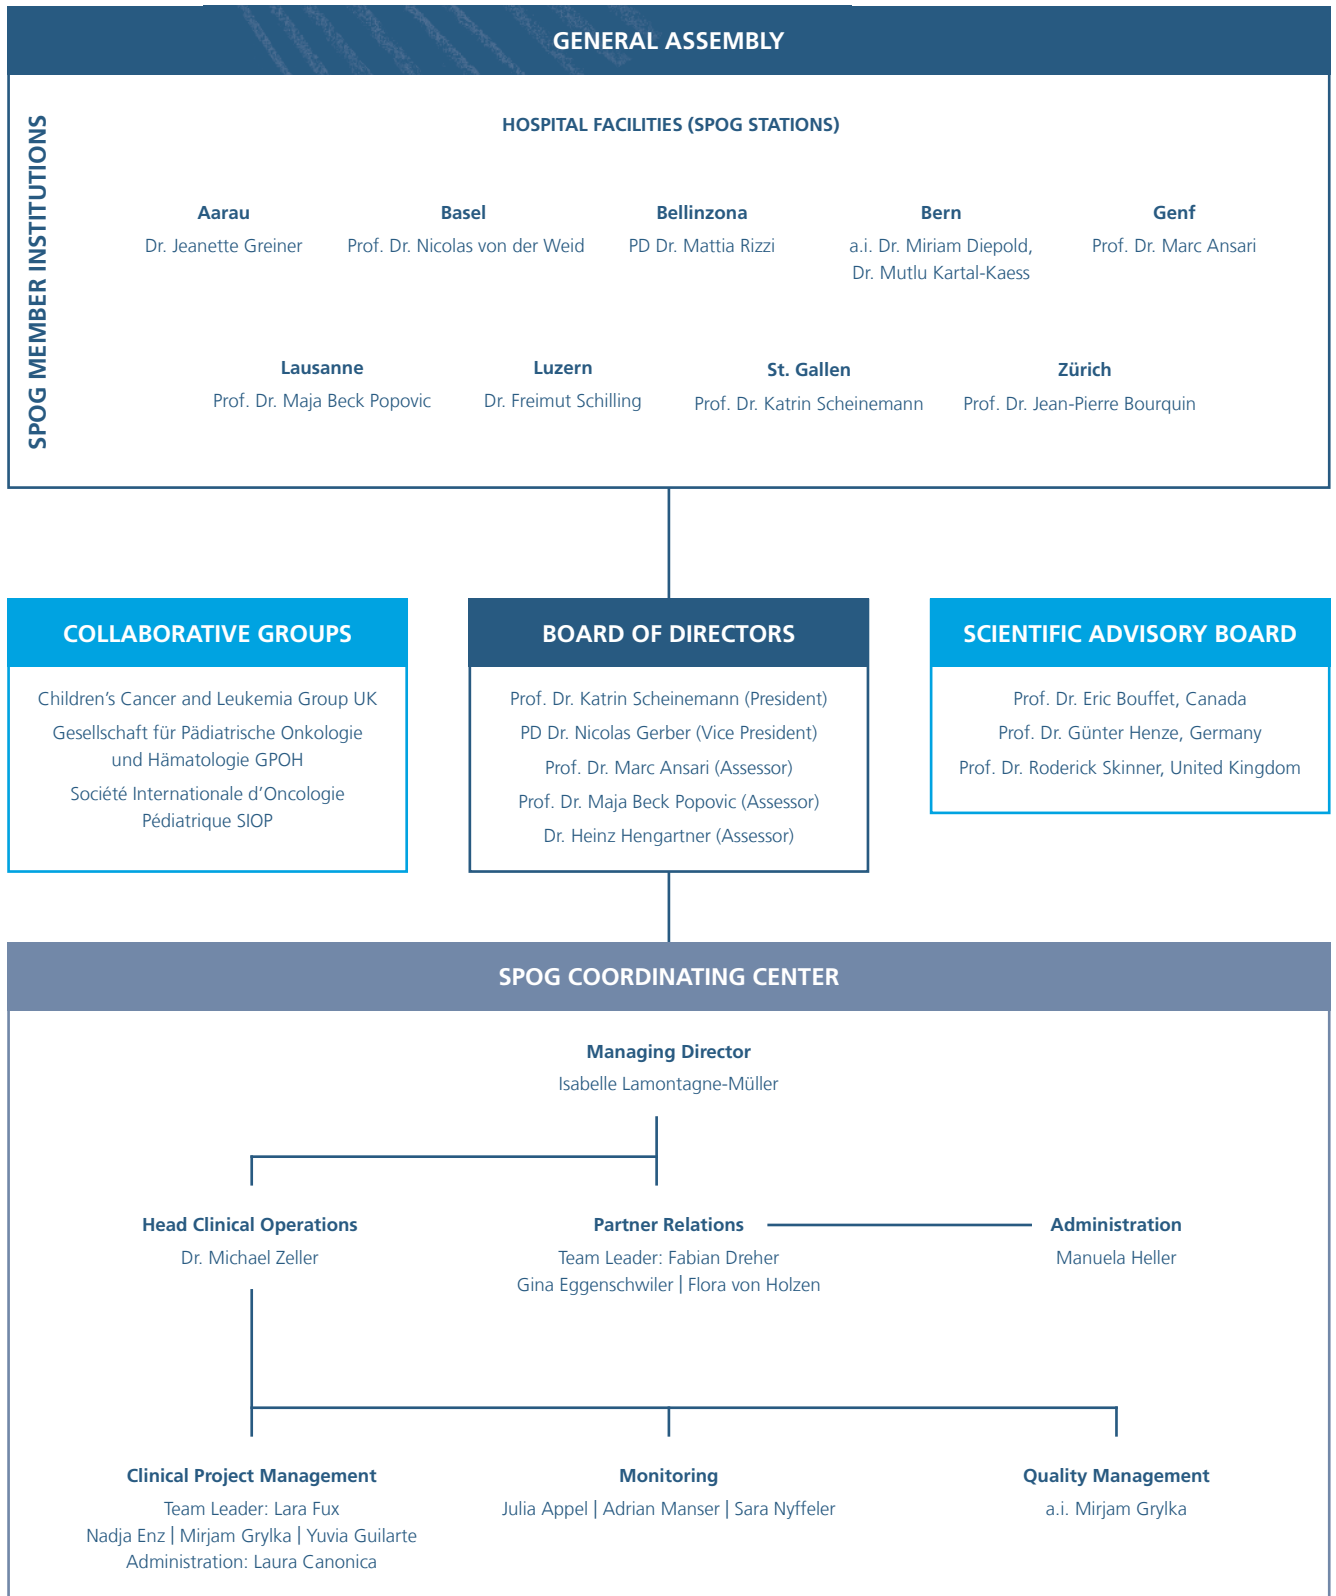 GENERAL ASSEMBLY
SPOG MEMBER INSTITUTIONS
HOSPITAL FACILITIES (SPOG STATIONS)
Aarau
Dr. Jeanette Greiner
Basel
Prof. Dr. Nicolas von der Weid
Bellinzona
PD Dr. Mattia Rizzi
Bern
a.i. Dr. Miriam Diepold,
Dr. Mutlu Kartal-Kaess
Genf
Prof. Dr. Marc Ansari
Lausanne
Prof. Dr. Maja Beck Popovic
Luzern
Dr. Freimut Schilling
St. Gallen
Prof. Dr. Katrin Scheinemann
Zürich
Prof. Dr. Jean-Pierre Bourquin
COLLABORATIVE GROUPS
Children’s Cancer and Leukemia Group UK
Gesellschaft für Pädiatrische Onkologie
und Hämatologie GPOH
Société Internationale d’Oncologie
Pédiatrique SIOP
BOARD OF DIRECTORS
Prof. Dr. Katrin Scheinemann (President)
PD Dr. Nicolas Gerber (Vice President)
Prof. Dr. Marc Ansari (Assessor)
Prof. Dr. Maja Beck Popovic (Assessor)
Dr. Heinz Hengartner (Assessor)
SCIENTIFIC ADVISORY BOARD
Prof. Dr. Eric Bouffet, Canada
Prof. Dr. Günter Henze, Germany
Prof. Dr. Roderick Skinner, United Kingdom
SPOG COORDINATING CENTER
Managing Director
Isabelle Lamontagne-Müller
Head Clinical Operations
Dr. Michael Zeller
Partner Relations
Team Leader: Fabian Dreher
Gina Eggenschwiler | Flora von Holzen
Administration
Manuela Heller
Clinical Project Management
Team Leader: Lara Fux
Nadja Enz | Mirjam Grylka | Yuvia Guilarte
Administration: Laura Canonica
Monitoring
Julia Appel | Adrian Manser | Sara Nyffeler
Quality Management
a.i. Mirjam Grylka